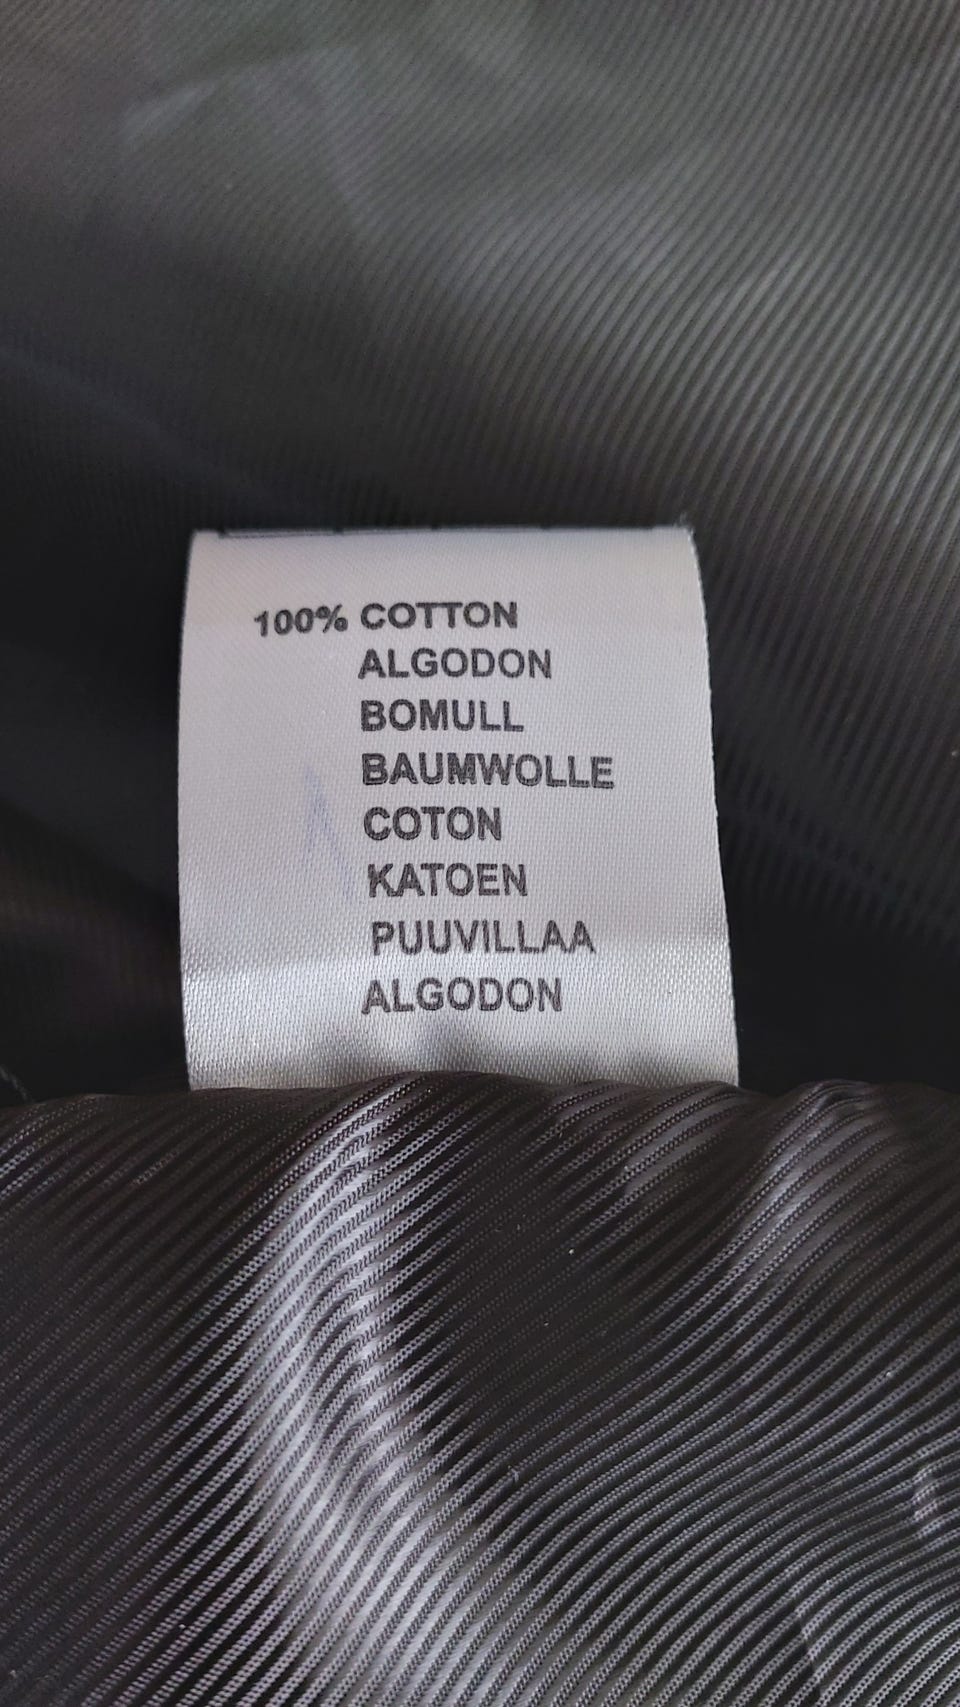 100% COTTON
ALGODON
BOMULL
BAUMWOLLE
COTON
KATOEN
PUUVILLAA
ALGODON